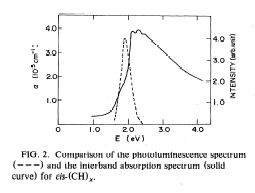 4.0
3.0
2.0
1.0
α (10⁻⁵ cm⁻¹)
4.0
3.0
2.0
1.0
INTENSITY (arb. unit)
0 1.0 2.0 3.0 4.0
E (eV)
FIG. 2. Comparison of the photoluminescence spectrum
(---) and the interband absorption spectrum (solid
curve) for cis-(CH)ₓ.